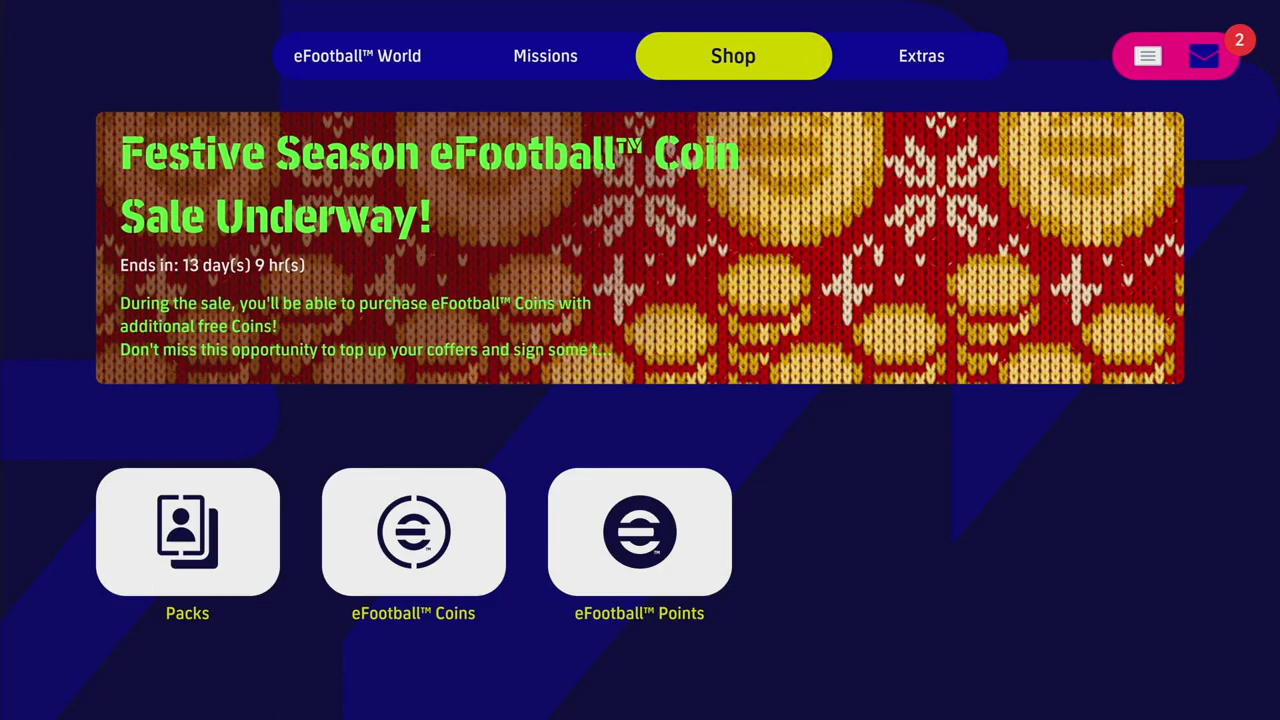 eFootball™ World
Missions
Shop
Extras
2
Festive Season eFootball™ Coin
Sale Underway!
Ends in: 13 day(s) 9 hr(s)
During the sale, you'll be able to purchase eFootball™ Coins with
additional free Coins!
Don't miss this opportunity to top up your coffers and sign some t...
Packs
eFootball™ Coins
eFootball™ Points